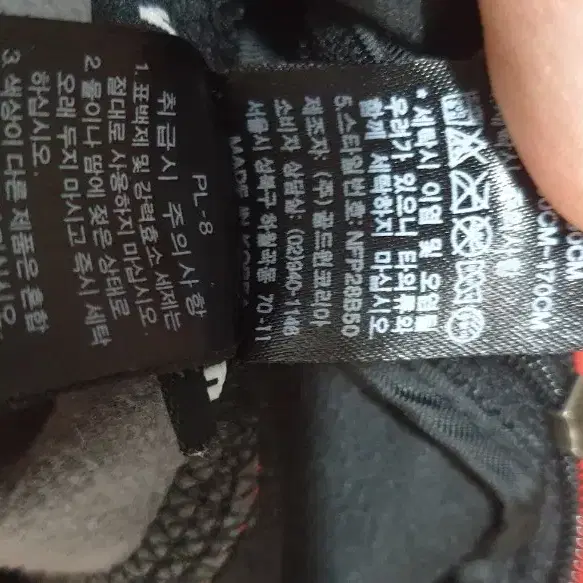 PL-8
취급시 주의사항
1. 표백제 및 강력효소 세제는
절대로 사용하지 마십시오.
2. 물이나 땀에 젖은 상태로
오래 두지 마시고 즉시 세탁
하십시오.
3. 색상이 다른 제품은 혼합
0CM-170CM
* 세탁시 이염 및 오염될
우려가 있으니 타의류와
함께 세탁하지 마십시오.
5. 스타일번호: NFP2BB50
제조자: (주)골드윈코리아
소비자 상담실: (02)940-1148
서울시 성북구 하월곡동 70-11
MADE IN KOREA